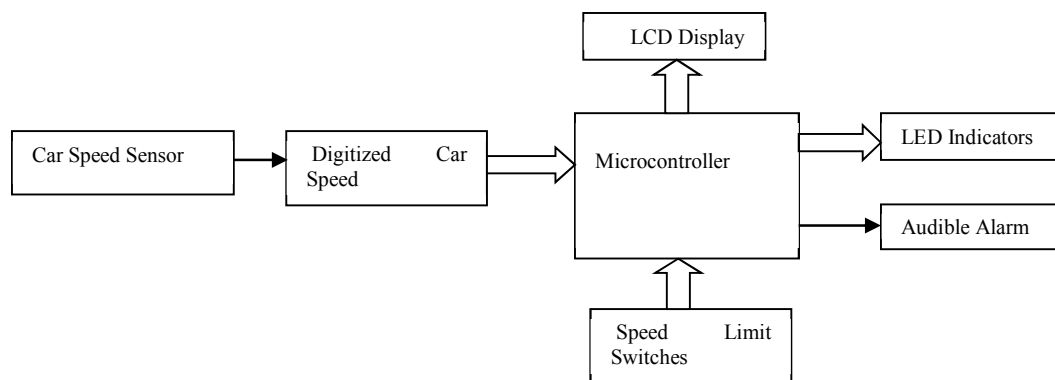 LCD Display
Car Speed Sensor
Digitized Car
Speed
Microcontroller
LED Indicators
Audible Alarm
Speed Limit
Switches